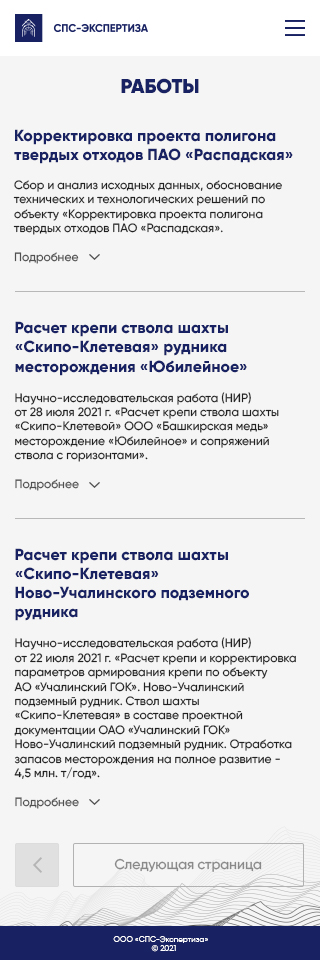 СПС-ЭКСПЕРТИЗА
РАБОТЫ
Корректировка проекта полигона
твердых отходов ПАО «Распадская»
Сбор и анализ исходных данных, обоснование
технических и технологических решений по
объекту «Корректировка проекта полигона
твердых отходов ПАО «Распадская».
Подробнее
Расчет крепи ствола шахты
«Скипо-Клетевая» рудника
месторождения «Юбилейное»
Научно-исследовательская работа (НИР)
от 28 июля 2021 г. «Расчет крепи ствола шахты
«Скипо-Клетевой» ООО «Башкирская медь»
месторождение «Юбилейное» и сопряжений
ствола с горизонтами».
Подробнее
Расчет крепи ствола шахты
«Скипо-Клетевая»
Ново-Учалинского подземного
рудника
Научно-исследовательская работа (НИР)
от 22 июля 2021 г. «Расчет крепи и корректировка
параметров армирования крепи по объекту
АО «Учалинский ГОК». Ново-Учалинский
подземный рудник. Ствол шахты
«Скипо-Клетевая» в составе проектной
документации ОАО «Учалинский ГОК»
Ново-Учалинский подземный рудник. Отработка
запасов месторождения на полное развитие -
4,5 млн. т/год».
Подробнее
Следующая страница
ООО «СПС-Экспертиза»
© 2021